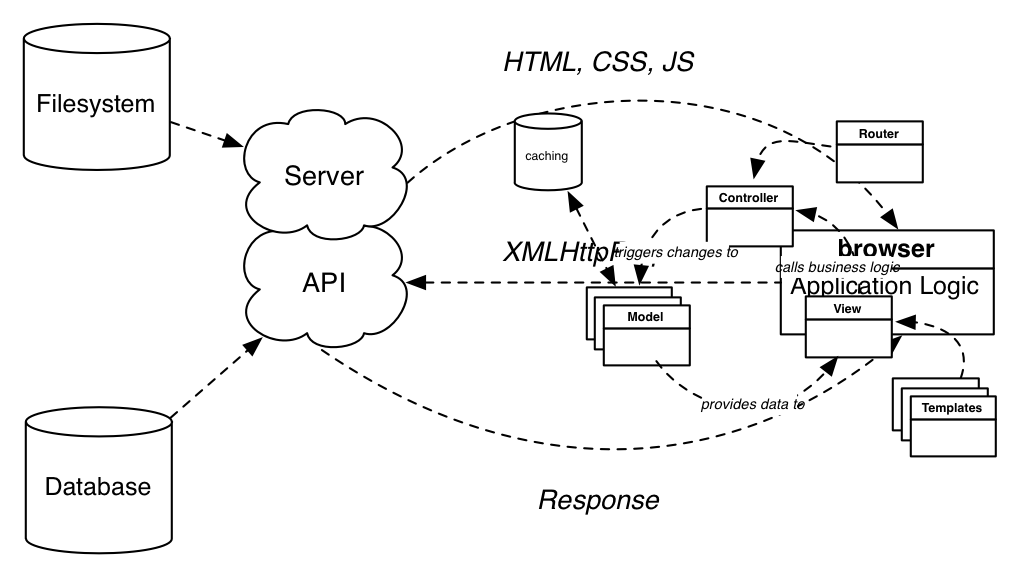 HTML, CSS, JS
Filesystem
Router
caching
Server
Controller
browser
triggers changes to
calls business logic
API
Application Logic
View
Model
provides data to
Templates
Database
Response